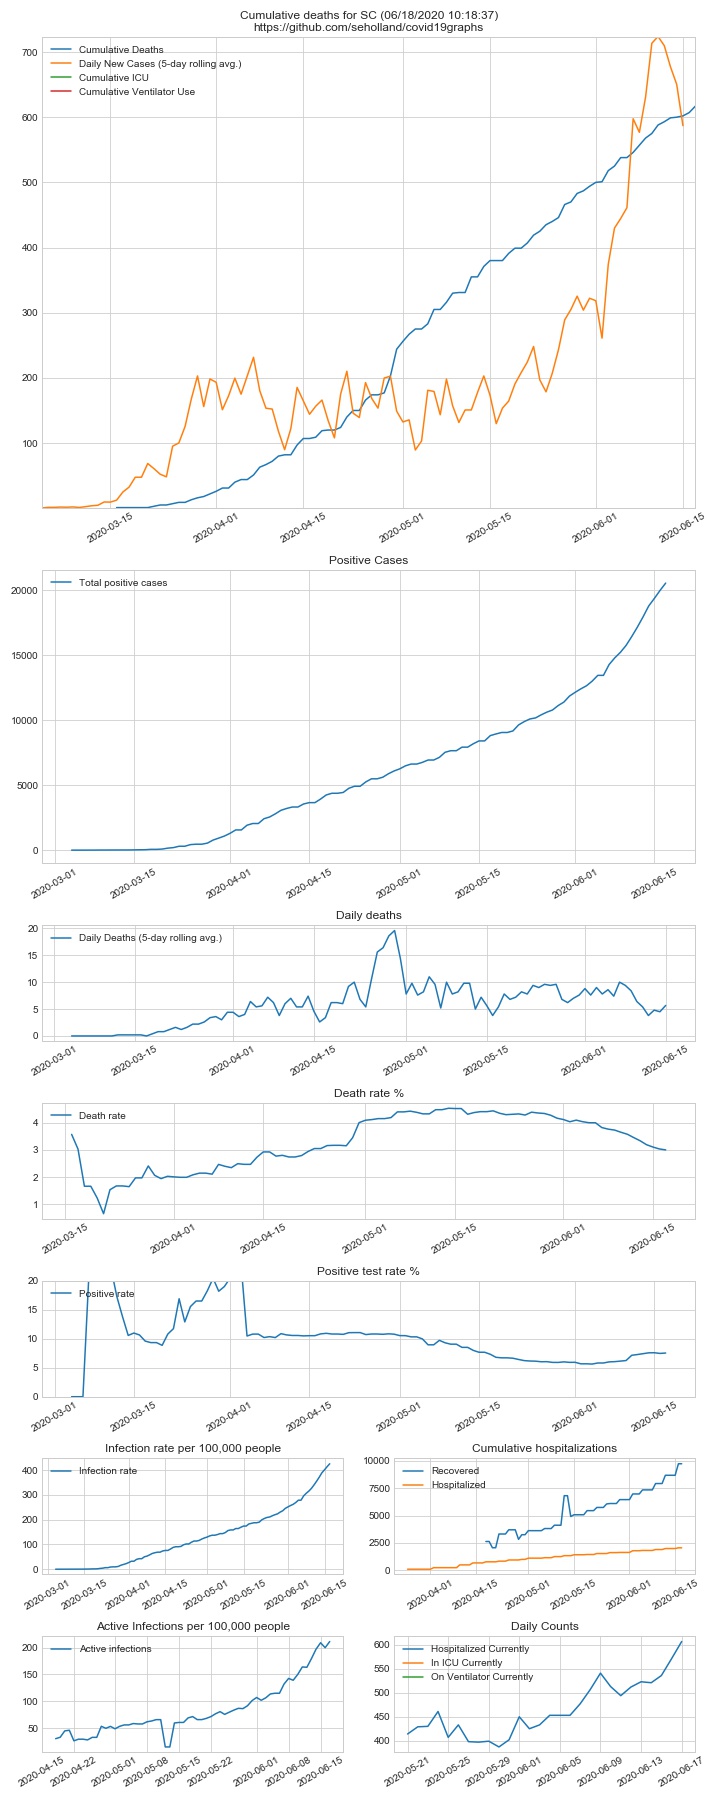 Cumulative deaths for SC (06/18/2020 10:18:37)
https://github.com/seholland/covid19graphs
Cumulative Deaths
Daily New Cases (5-day rolling avg.)
Cumulative ICU
Cumulative Ventilator Use
700
600
500
400
300
200
100
2020-03-15 2020-04-01 2020-04-15 2020-05-01 2020-05-15 2020-06-01 2020-06-15
Positive Cases
Total positive cases
20000
15000
10000
5000
0
2020-03-01 2020-03-15 2020-04-01 2020-04-15 2020-05-01 2020-05-15 2020-06-01 2020-06-15
Daily deaths
Daily Deaths (5-day rolling avg.)
20
15
10
5
0
2020-03-01 2020-03-15 2020-04-01 2020-04-15 2020-05-01 2020-05-15 2020-06-01 2020-06-15
Death rate %
Death rate
4
3
2
1
2020-03-15 2020-04-01 2020-04-15 2020-05-01 2020-05-15 2020-06-01 2020-06-15
Positive test rate %
Positive rate
20
15
10
5
0
2020-03-01 2020-03-15 2020-04-01 2020-04-15 2020-05-01 2020-05-15 2020-06-01 2020-06-15
Infection rate per 100,000 people
Infection rate
400
300
200
100
0
2020-03-01 2020-03-15 2020-04-01 2020-04-15 2020-05-01 2020-05-15 2020-06-01 2020-06-15
Cumulative hospitalizations
Recovered
Hospitalized
10000
7500
5000
2500
0
2020-04-01 2020-04-15 2020-05-01 2020-05-15 2020-06-01 2020-06-15
Active Infections per 100,000 people
Active infections
200
150
100
50
2020-04-15 2020-04-22 2020-05-01 2020-05-08 2020-05-15 2020-05-22 2020-06-01 2020-06-08 2020-06-15
Daily Counts
Hospitalized Currently
In ICU Currently
On Ventilator Currently
600
550
500
450
400
2020-05-21 2020-05-25 2020-05-29 2020-06-01 2020-06-05 2020-06-09 2020-06-13 2020-06-17